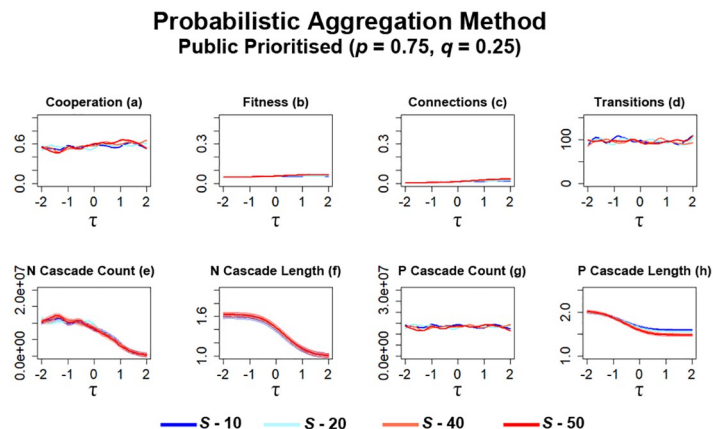 Probabilistic Aggregation Method
Public Prioritised (p = 0.75, q = 0.25)
Cooperation (a)
0.0 0.6
-2 -1 0 1 2
τ
Fitness (b)
0.0 0.3
-2 -1 0 1 2
τ
Connections (c)
0.0 0.3
-2 -1 0 1 2
τ
Transitions (d)
0 100
-2 -1 0 1 2
τ
N Cascade Count (e)
0.0e+00 2.0e+07
-2 -1 0 1 2
τ
N Cascade Length (f)
1.0 1.6
-2 -1 0 1 2
τ
P Cascade Count (g)
0.0e+00 3.0e+07
-2 -1 0 1 2
τ
P Cascade Length (h)
1.0 2.0
-2 -1 0 1 2
τ
S - 10 S - 20 S - 40 S - 50